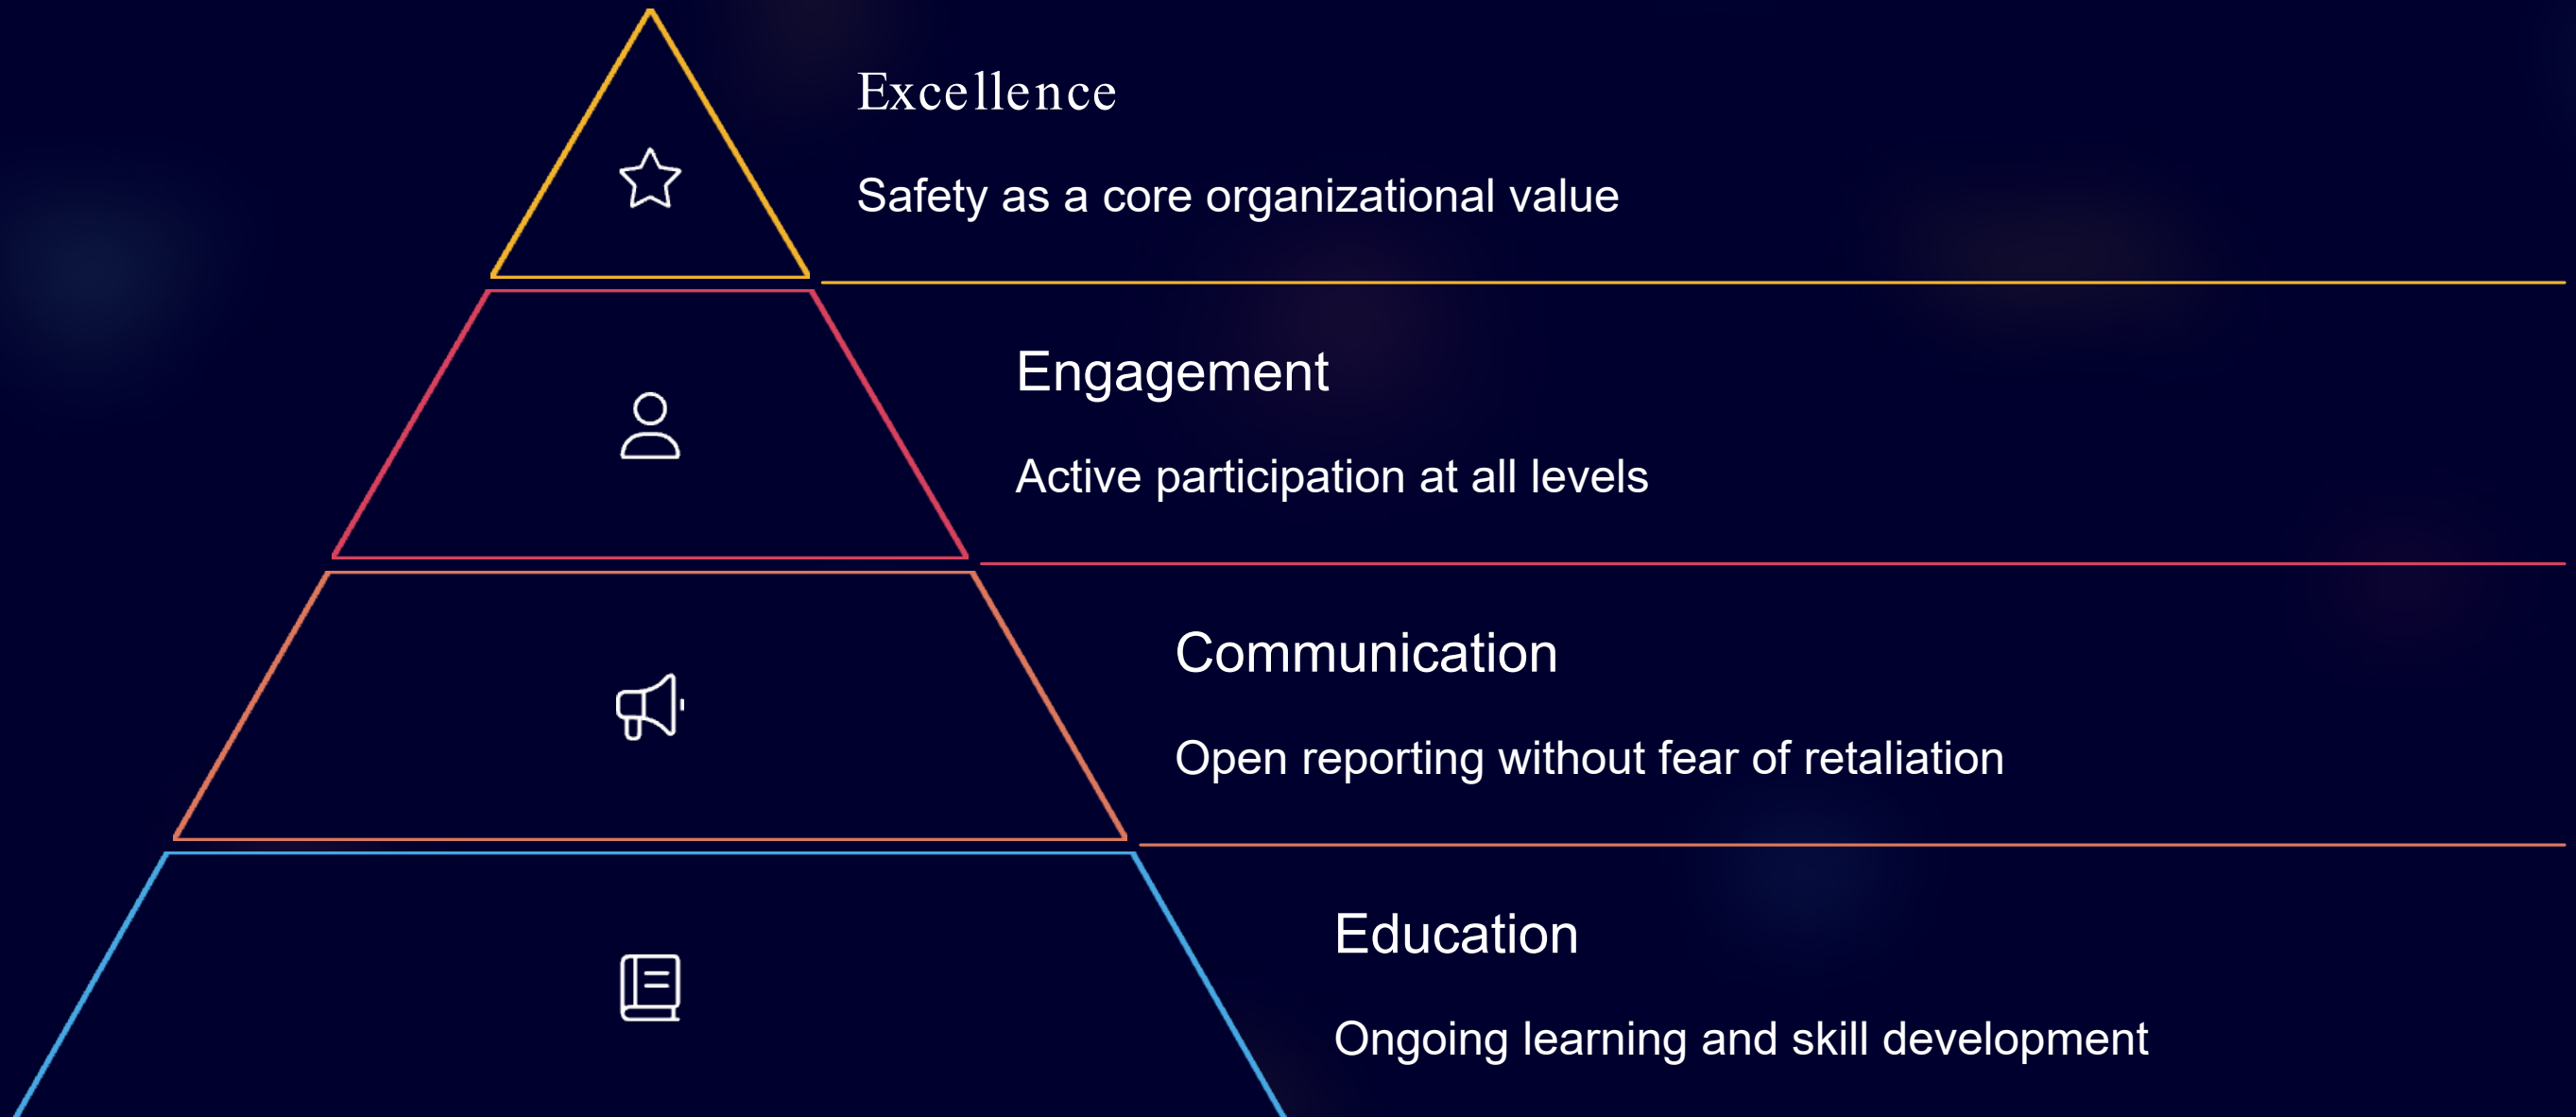 Excellence
Safety as a core organizational value
Engagement
Active participation at all levels
Communication
Open reporting without fear of retaliation
Education
Ongoing learning and skill development